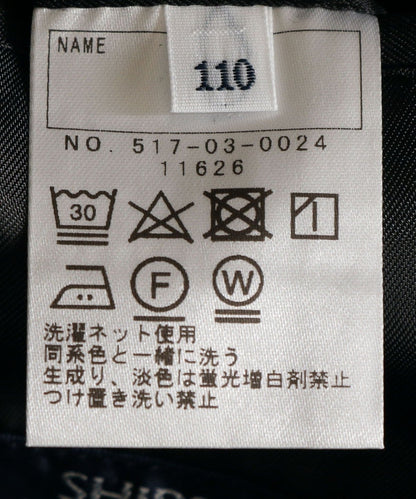 NAME
110
NO. 517-03-0024
11626
30
F W
洗濯ネット使用
同系色と一緒に洗う
生成り、淡色は蛍光増白剤禁止
つけ置き洗い禁止